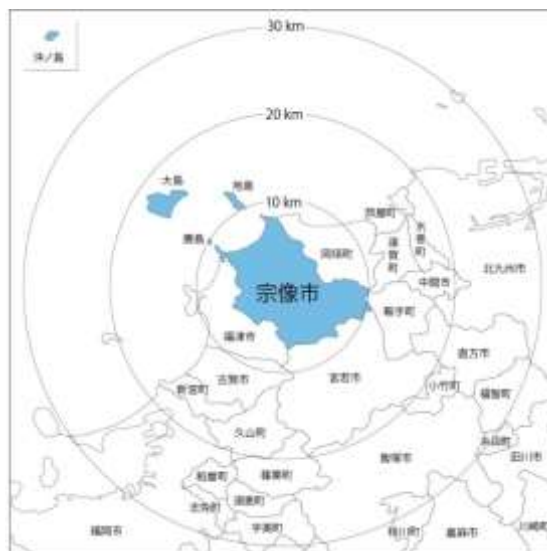 30 km
沖ノ島
20 km
大島
地島
10 km
芦屋町
水巻町
勝島
岡垣町
遠賀町
北九州市
中間市
宗像市
鞍手町
福津市
直方市
古賀市
宮若市
小竹町
新宮町
福智町
久山町
糸田町
飯塚市
田川市
粕屋町
篠栗町
志免町
須恵町
宇美町
福岡市
桂川町
嘉麻市
川崎町